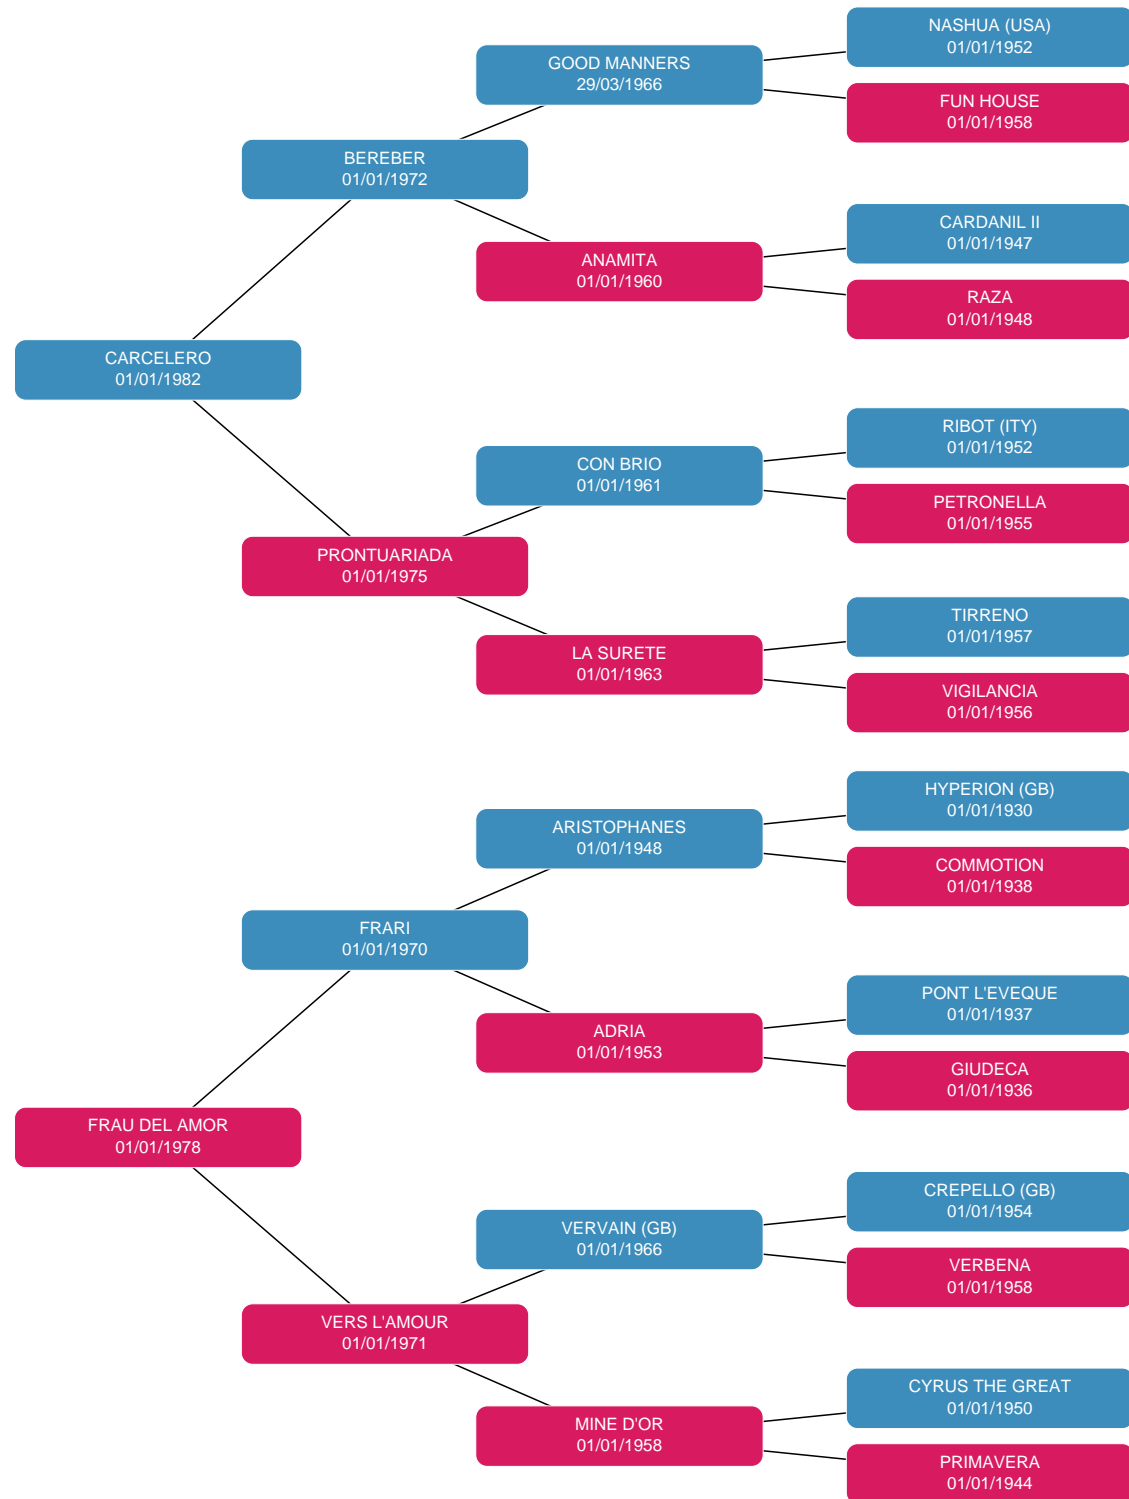 NASHUA (USA)
01/01/1952
GOOD MANNERS
29/03/1966
FUN HOUSE
01/01/1958
BEREBER
01/01/1972
CARDANIL II
01/01/1947
ANAMITA
01/01/1960
RAZA
01/01/1948
CARCELERO
01/01/1982
RIBOT (ITY)
01/01/1952
CON BRIO
01/01/1961
PETRONELLA
01/01/1955
PRONTUARIADA
01/01/1975
TIRRENO
01/01/1957
LA SURETE
01/01/1963
VIGILANCIA
01/01/1956
HYPERION (GB)
01/01/1930
ARISTOPHANES
01/01/1948
COMMOTION
01/01/1938
FRARI
01/01/1970
PONT L'EVEQUE
01/01/1937
ADRIA
01/01/1953
GIUDECA
01/01/1936
FRAU DEL AMOR
01/01/1978
CREPELLO (GB)
01/01/1954
VERVAIN (GB)
01/01/1966
VERBENA
01/01/1958
VERS L'AMOUR
01/01/1971
CYRUS THE GREAT
01/01/1950
MINE D'OR
01/01/1958
PRIMAVERA
01/01/1944